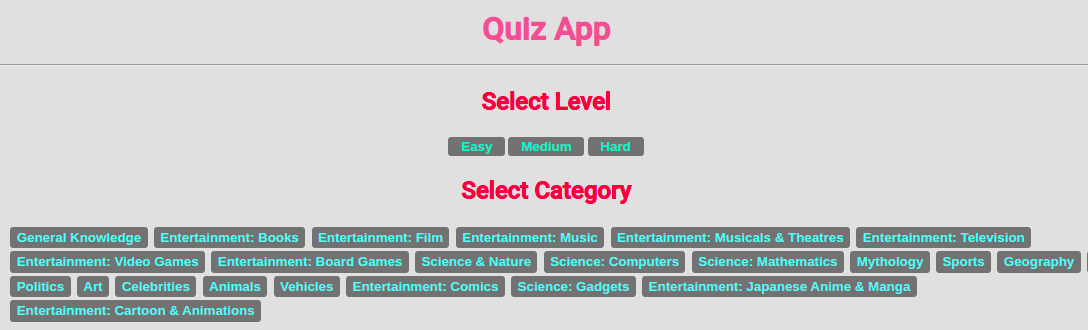 Quiz App
Select Level
Easy Medium Hard
Select Category
General Knowledge Entertainment: Books Entertainment: Film Entertainment: Music Entertainment: Musicals & Theatres Entertainment: Television
Entertainment: Video Games Entertainment: Board Games Science & Nature Science: Computers Science: Mathematics Mythology Sports Geography
Politics Art Celebrities Animals Vehicles Entertainment: Comics Science: Gadgets Entertainment: Japanese Anime & Manga
Entertainment: Cartoon & Animations